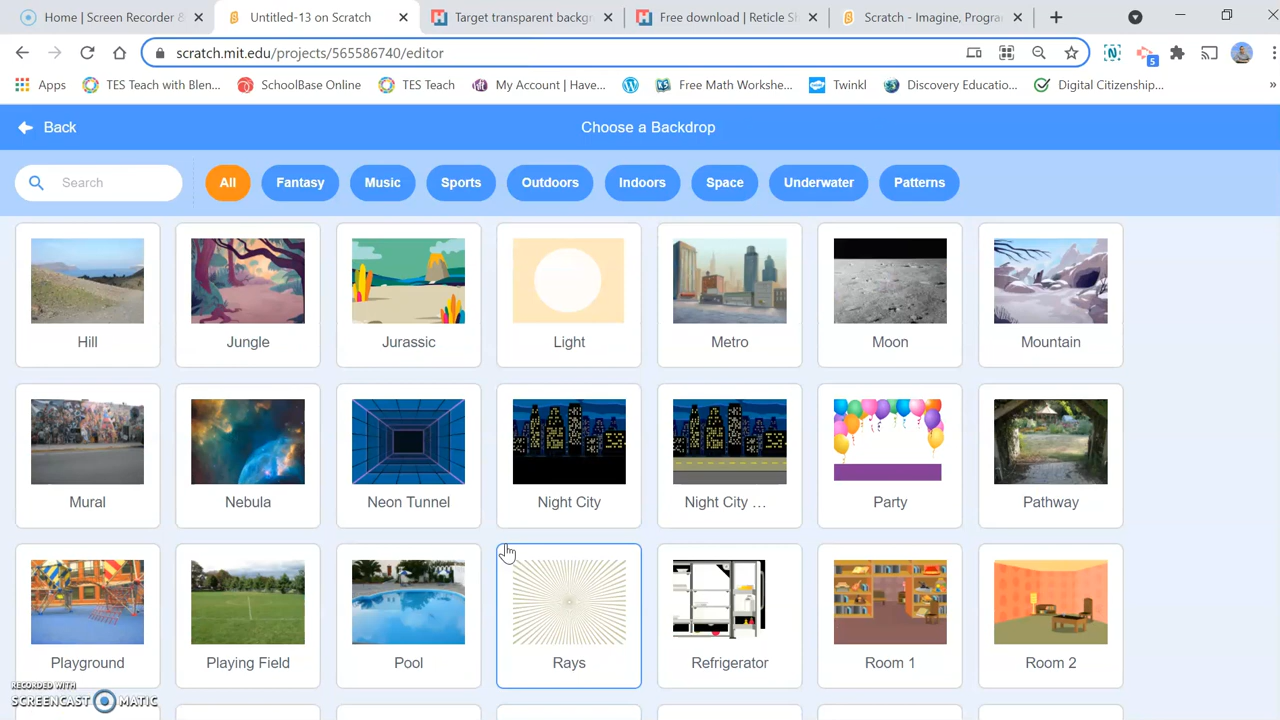 Home | Screen Recorder &
Untitled-13 on Scratch
Target transparent backgr
Free download | Reticle Sh
Scratch - Imagine, Progra
scratch.mit.edu/projects/565586740/editor
5
Apps
TES Teach with Blen...
SchoolBase Online
TES Teach
My Account | Have...
Free Math Workshe...
Twinkl
Discovery Educatio...
Digital Citizenship...
»
Back
Choose a Backdrop
Search
All
Fantasy
Music
Sports
Outdoors
Indoors
Space
Underwater
Patterns
Hill
Jungle
Jurassic
Light
Metro
Moon
Mountain
Mural
Nebula
Neon Tunnel
Night City
Night City ...
Party
Pathway
Playground
Playing Field
Pool
Rays
Refrigerator
Room 1
Room 2
RECORDED WITH
SCREENCAST MATIC